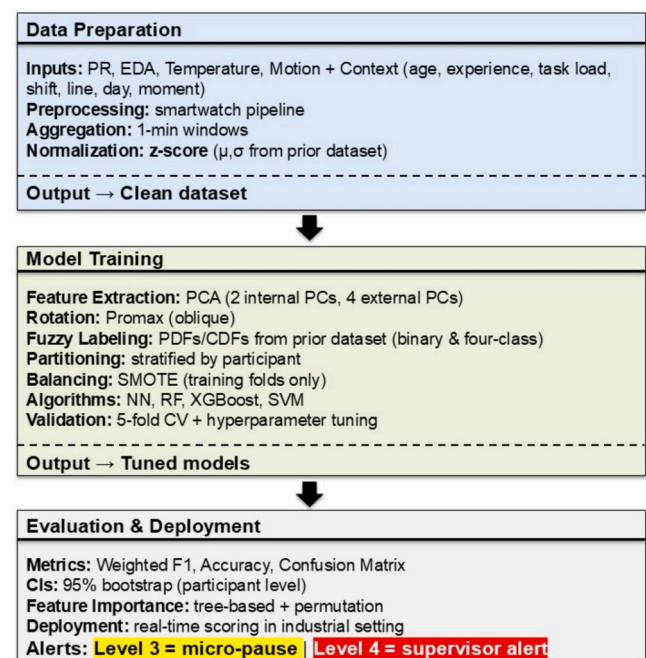 Data Preparation
Inputs: PR, EDA, Temperature, Motion + Context (age, experience, task load,
shift, line, day, moment)
Preprocessing: smartwatch pipeline
Aggregation: 1-min windows
Normalization: z-score (μ,σ from prior dataset)
Output → Clean dataset
Model Training
Feature Extraction: PCA (2 internal PCs, 4 external PCs)
Rotation: Promax (oblique)
Fuzzy Labeling: PDFs/CDFs from prior dataset (binary & four-class)
Partitioning: stratified by participant
Balancing: SMOTE (training folds only)
Algorithms: NN, RF, XGBoost, SVM
Validation: 5-fold CV + hyperparameter tuning
Output → Tuned models
Evaluation & Deployment
Metrics: Weighted F1, Accuracy, Confusion Matrix
CIs: 95% bootstrap (participant level)
Feature Importance: tree-based + permutation
Deployment: real-time scoring in industrial setting
Alerts: Level 3 = micro-pause | Level 4 = supervisor alert